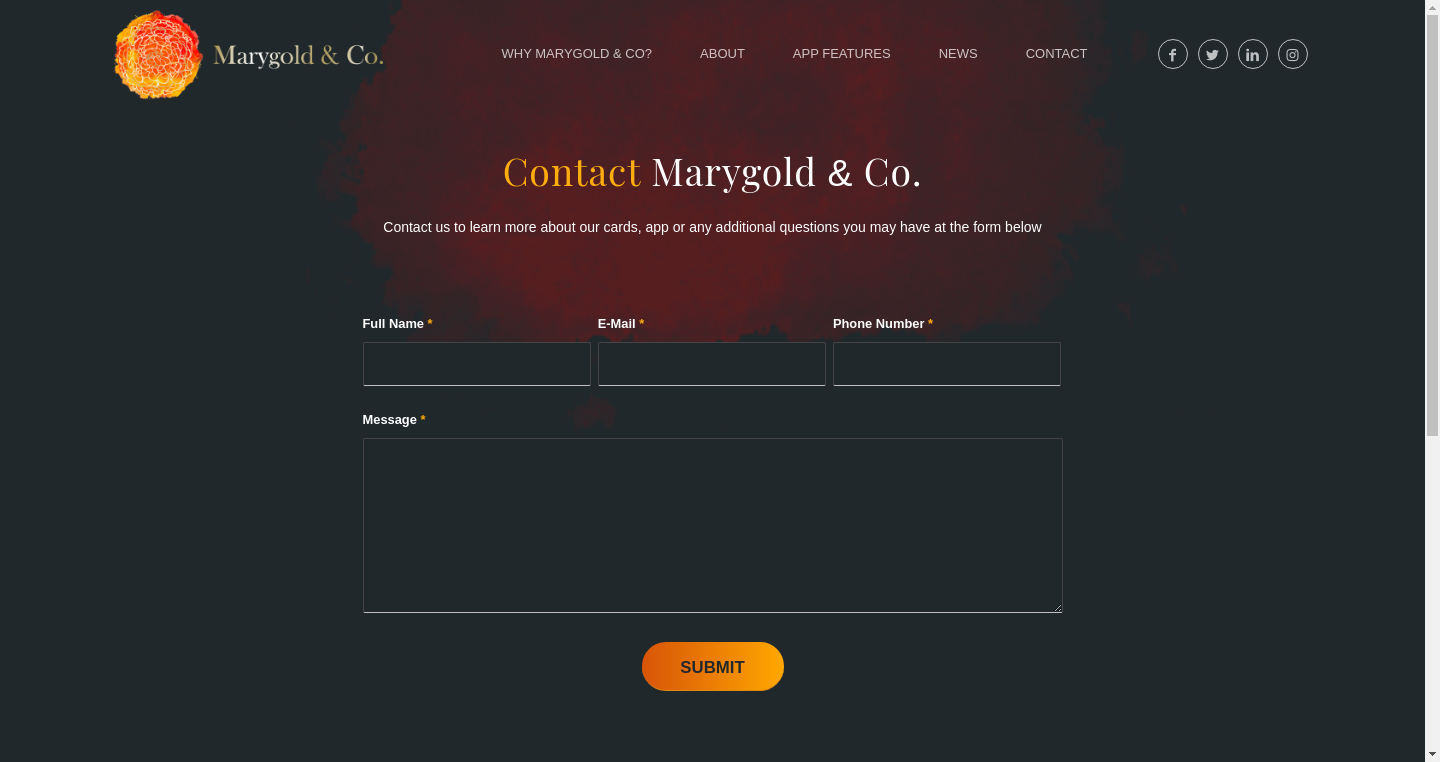 Marygold & Co.
WHY MARYGOLD & CO?
ABOUT
APP FEATURES
NEWS
CONTACT
Contact Marygold & Co.
Contact us to learn more about our cards, app or any additional questions you may have at the form below
Full Name *
E-Mail *
Phone Number *
Message *
SUBMIT